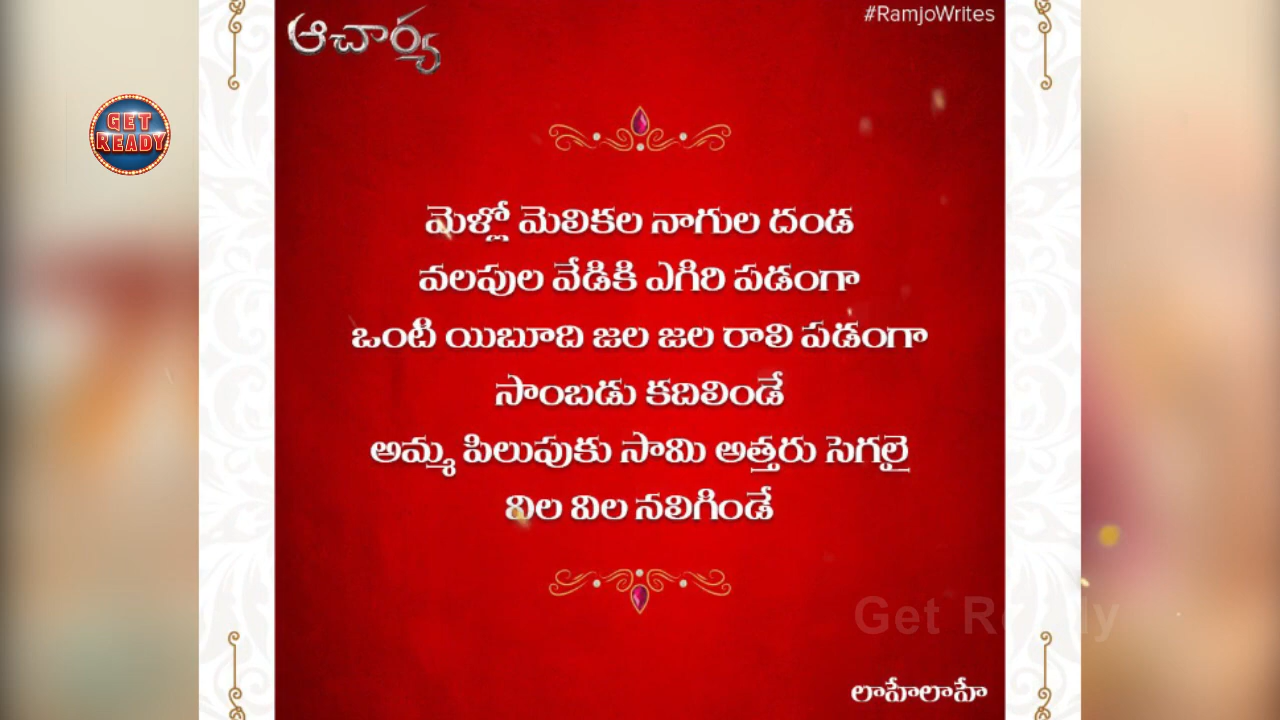 ఆచార్య
#RamjoWrites
GET
READY
మెళ్లో మెలికల నాగుల దండ
వలపుల వేడికి ఎగిరి పడంగా
ఒంటి యిబూది జల జల రాలి పడంగా
సాంబడు కదిలిండే
అమ్మ పిలుపుకు సామి అత్తరు సెగలై
విల విల నలిగిండే
Get Ready
లాహేలాహే